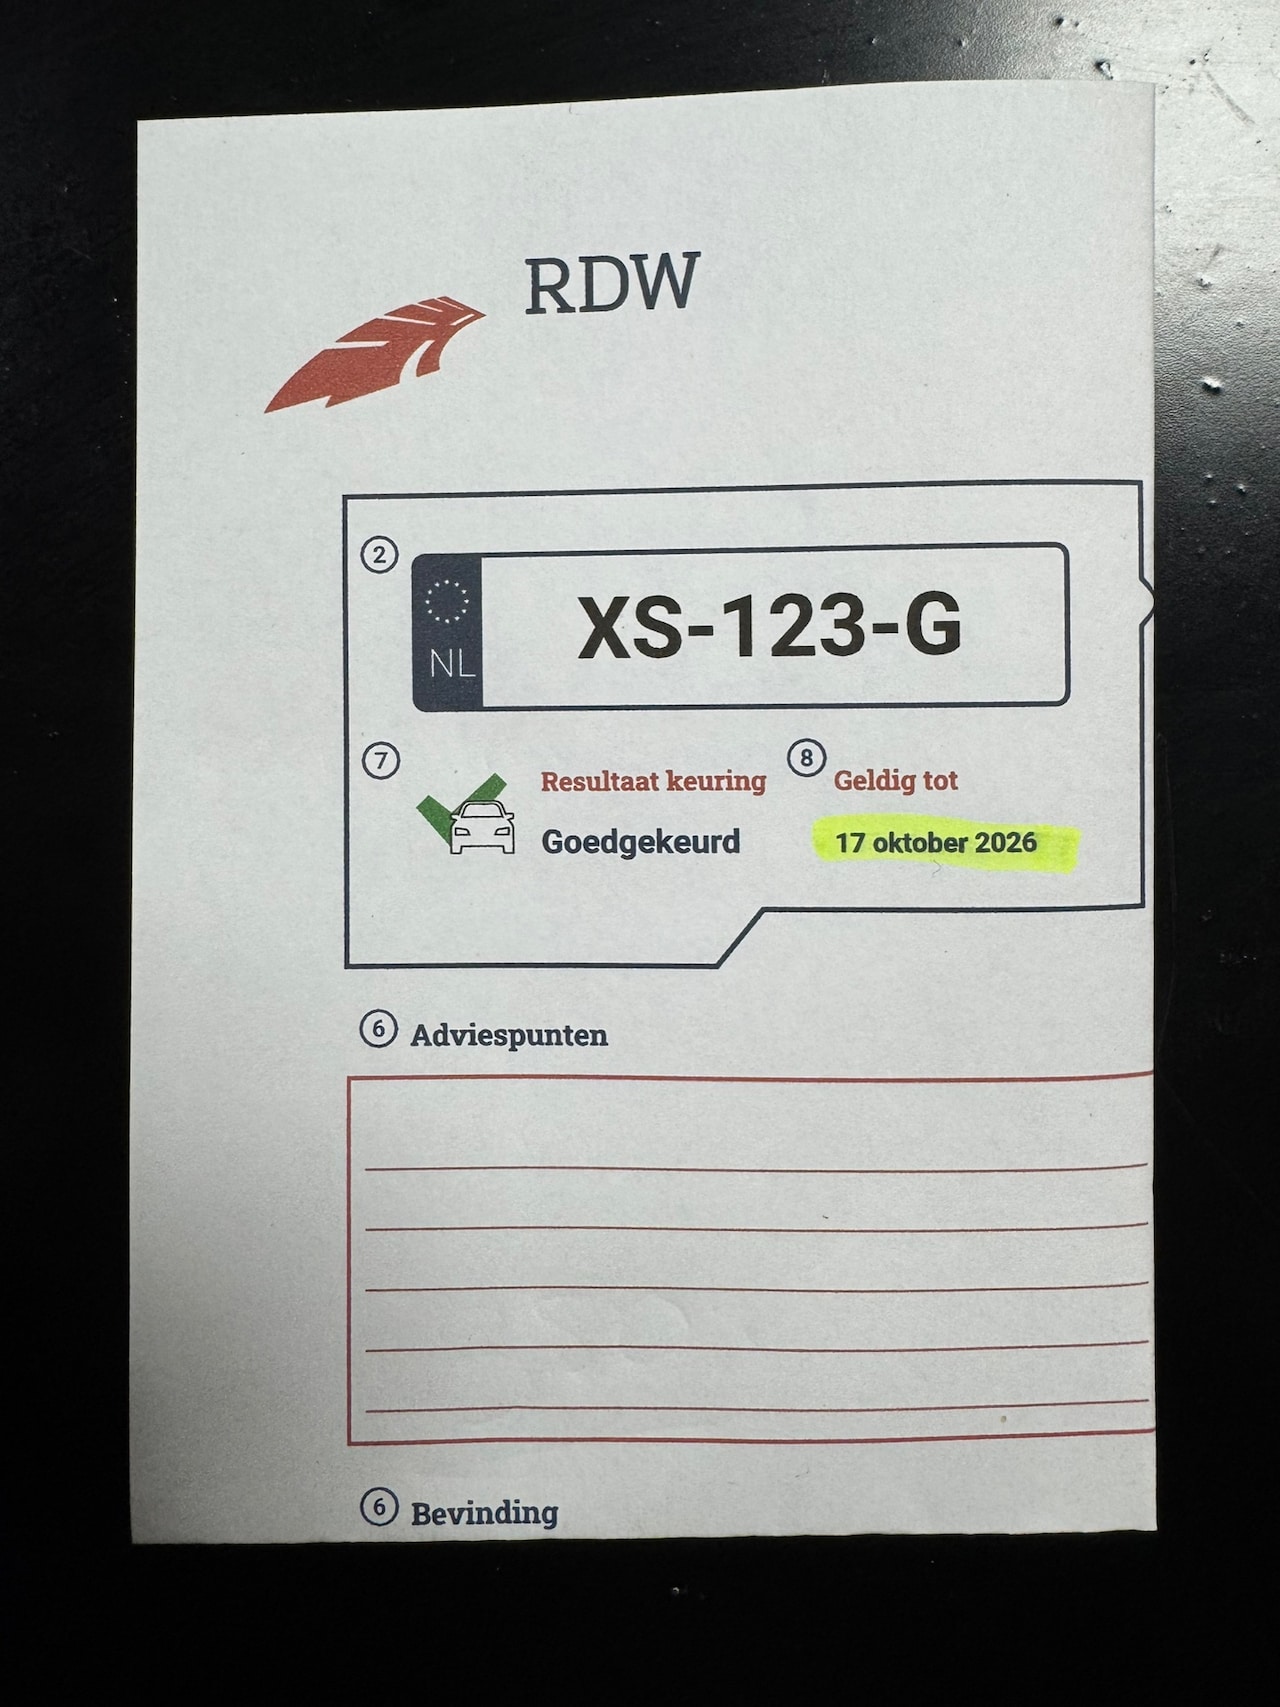 RDW
2
NL
XS-123-G
7
Resultaat keuring
8
Geldig tot
Goedgekeurd
17 oktober 2026
6 Adviespunten
6 Bevinding